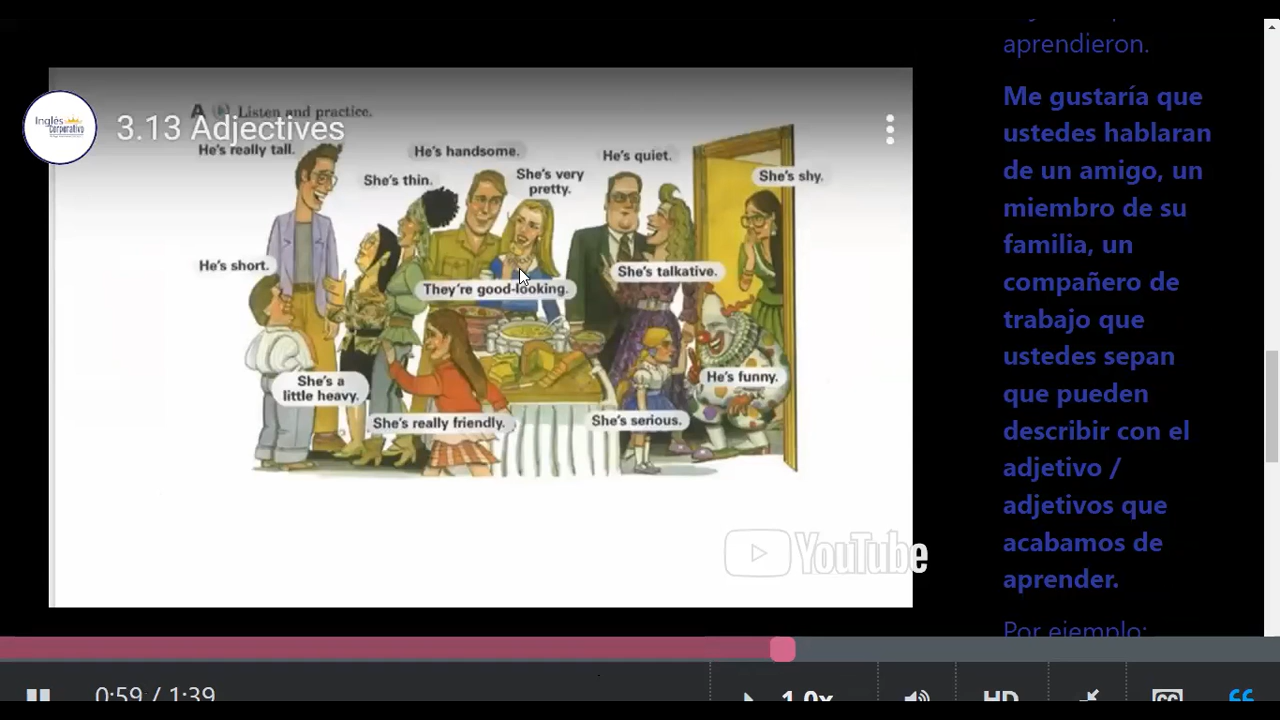 A Listen and practice.
Inglés
Corporativo
3.13 Adjectives
He's really tall.
He's handsome.
He's quiet.
She's thin.
She's very
pretty.
She's shy.
He's short.
She's talkative.
They're good-looking.
She's a
little heavy.
He's funny.
She's really friendly.
She's serious.
YouTube
0:59 / 1:39
1.0x
HD
CC
aprendieron.
Me gustaría que
ustedes hablaran
de un amigo, un
miembro de su
familia, un
compañero de
trabajo que
ustedes sepan
que pueden
describir con el
adjetivo /
adjetivos que
acabamos de
aprender.
Por ejemplo: